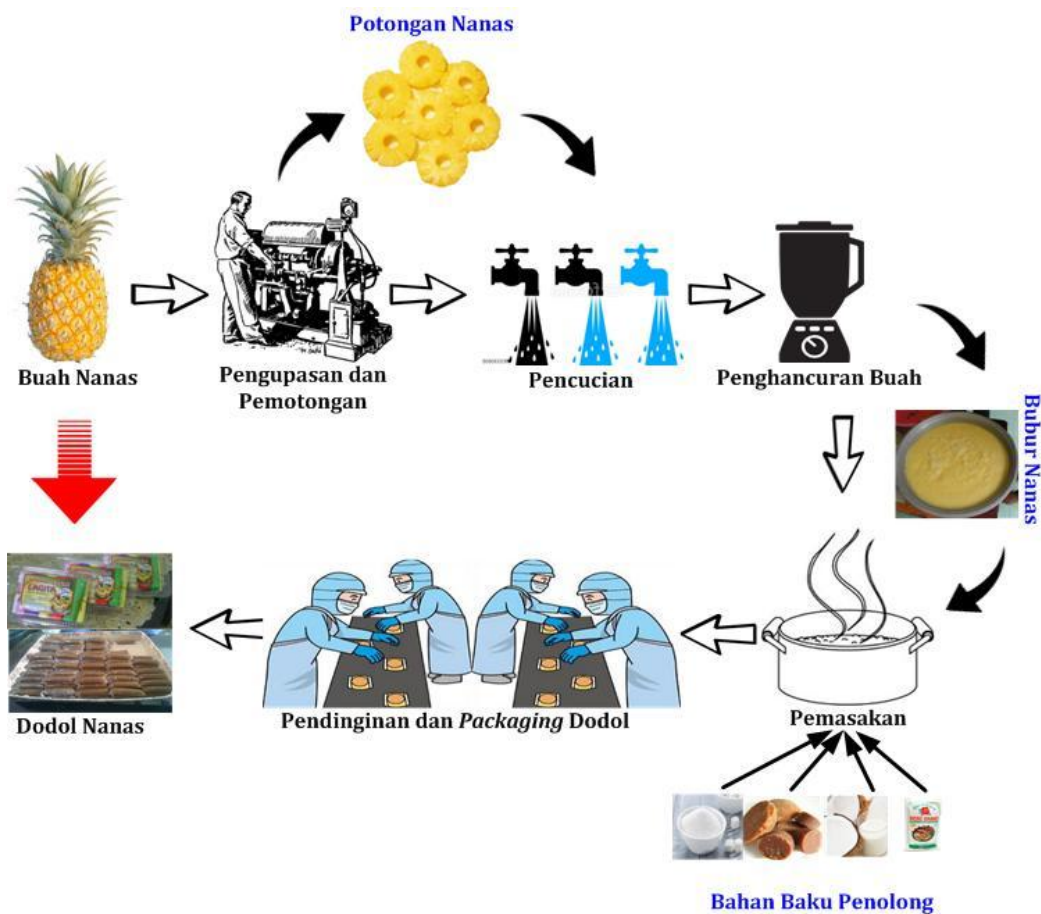 Potongan Nanas
Buah Nanas
Pengupasan dan
Pemotongan
Pencucian
Penghancuran Buah
Bubur Nanas
Dodol Nanas
Pendinginan dan Packaging Dodol
Pemasakan
Bahan Baku Penolong